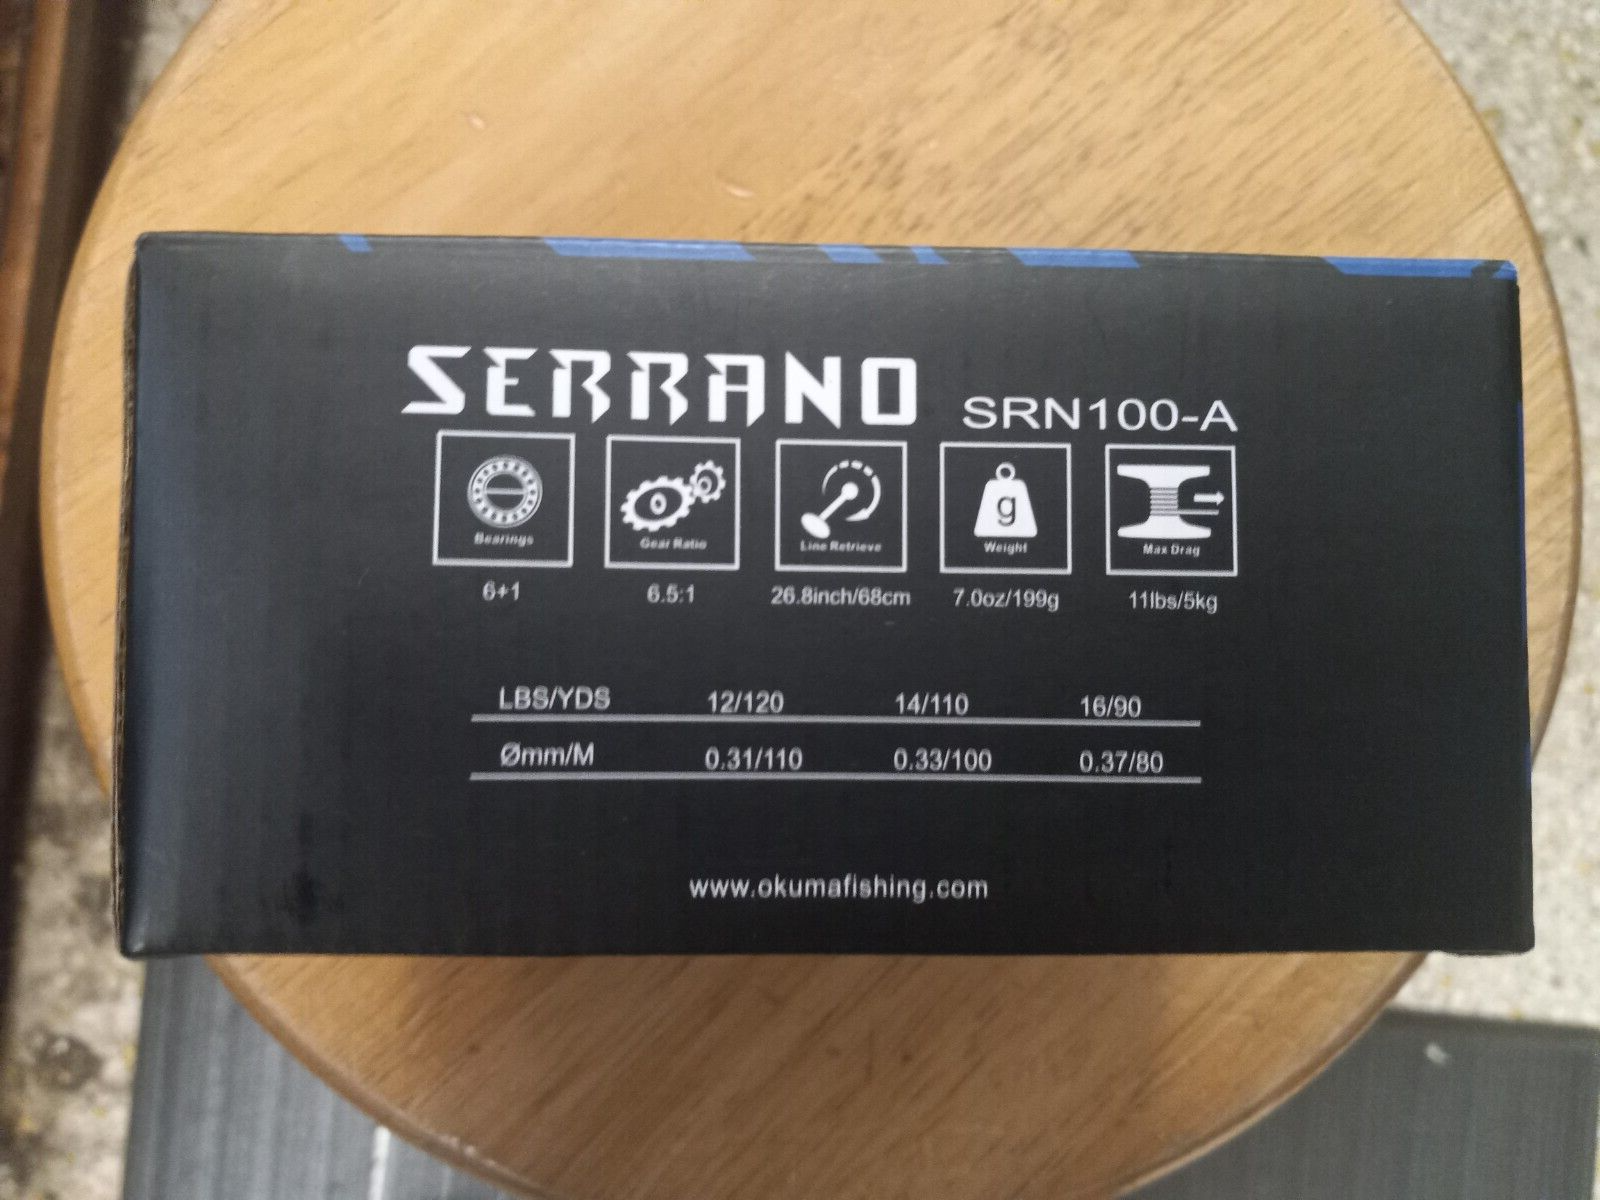 SERRANO SRN100-A
Bearings Gear Ratio Line Retrieve g Weight Max Drag
6+1 6.5:1 26.8inch/68cm 7.0oz/199g 11lbs/5kg
LBS/YDS 12/120 14/110 16/90
Ømm/M 0.31/110 0.33/100 0.37/80
www.okumafishing.com